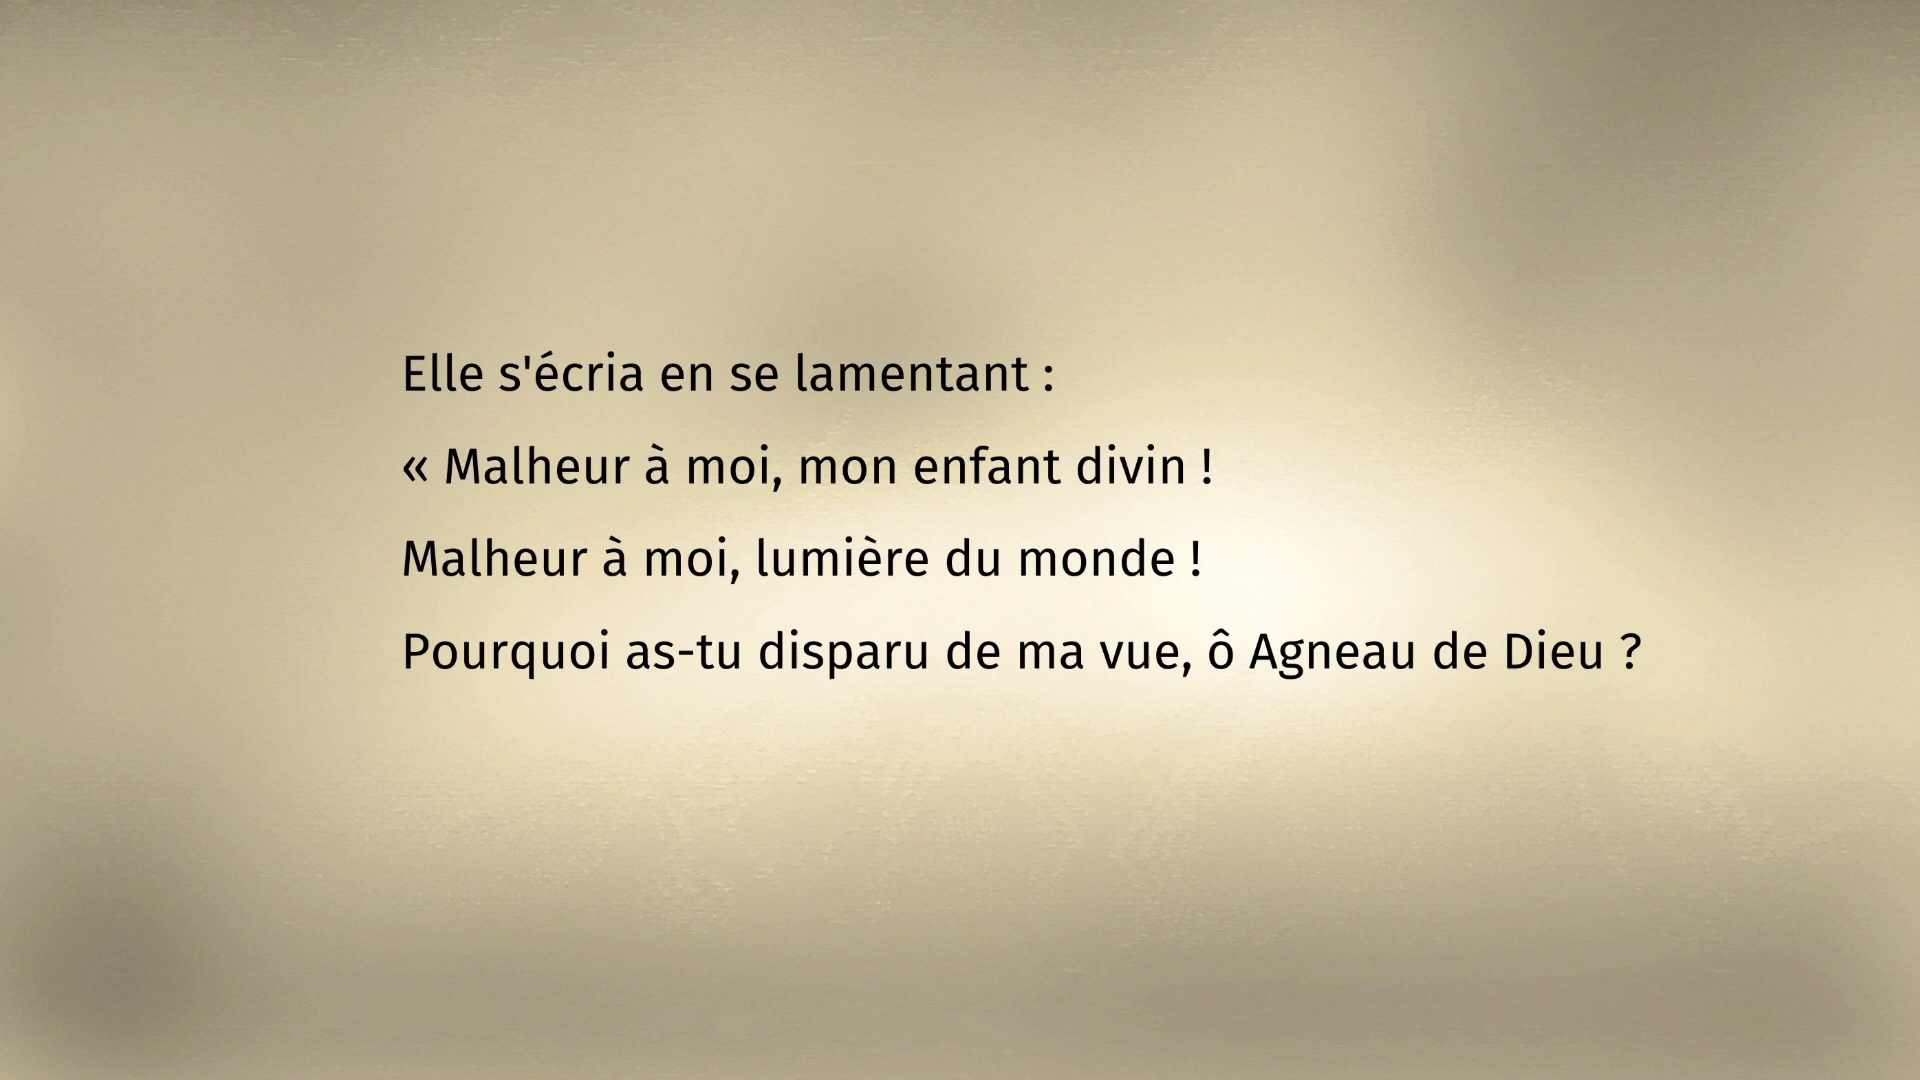 Elle s'écria en se lamentant :
« Malheur à moi, mon enfant divin !
Malheur à moi, lumière du monde !
Pourquoi as-tu disparu de ma vue, ô Agneau de Dieu ?